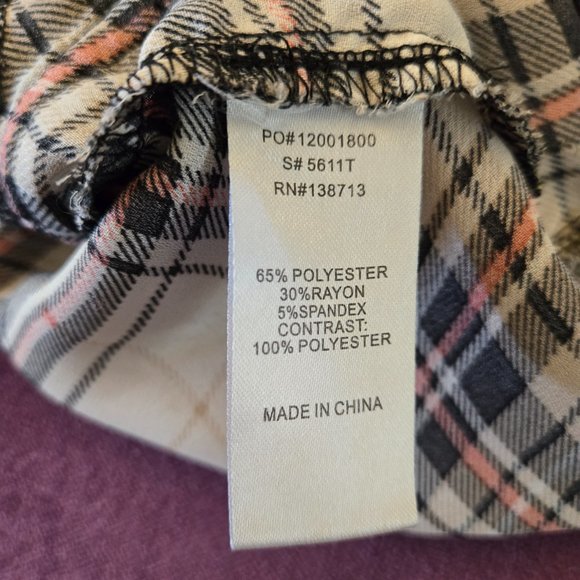 PO#12001800
S# 5611T
RN#138713
65% POLYESTER
30%RAYON
5%SPANDEX
CONTRAST:
100% POLYESTER
MADE IN CHINA